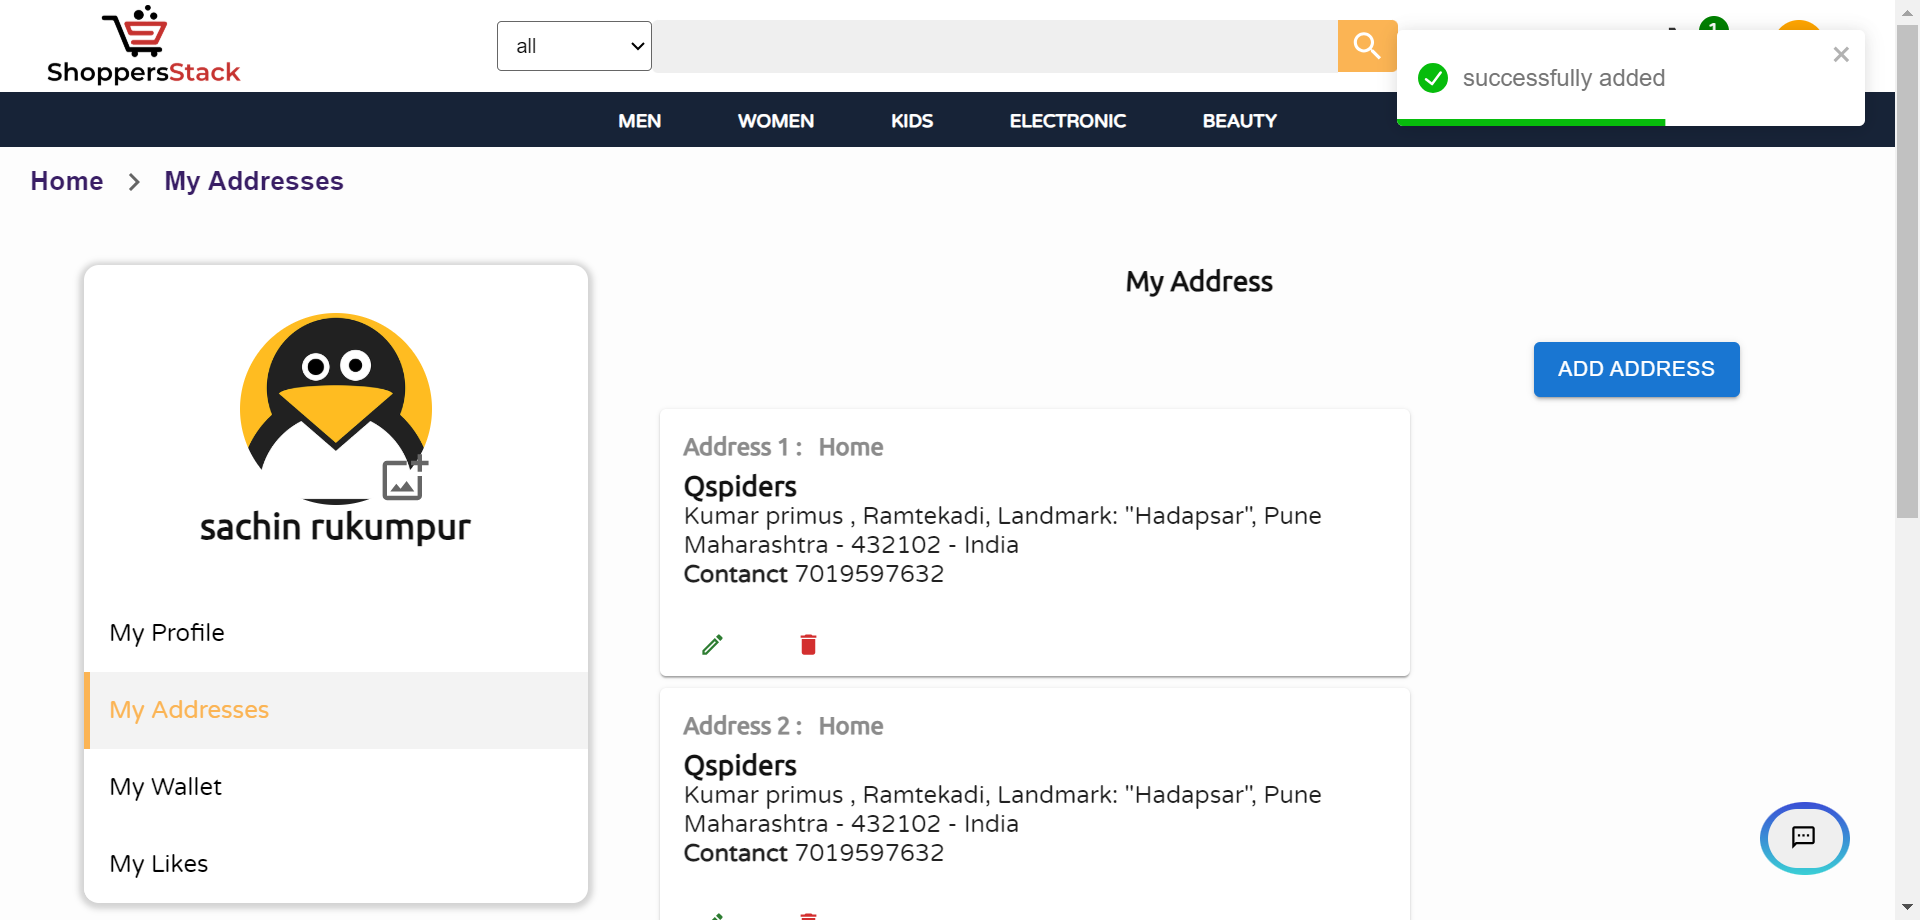 ShoppersStack
all
1
successfully added
MEN
WOMEN
KIDS
ELECTRONIC
BEAUTY
Home
My Addresses
sachin rukumpur
My Profile
My Addresses
My Wallet
My Likes
My Address
ADD ADDRESS
Address 1 : Home
Qspiders
Kumar primus , Ramtekadi, Landmark: "Hadapsar", Pune
Maharashtra - 432102 - India
Contanct 7019597632
Address 2 : Home
Qspiders
Kumar primus , Ramtekadi, Landmark: "Hadapsar", Pune
Maharashtra - 432102 - India
Contanct 7019597632